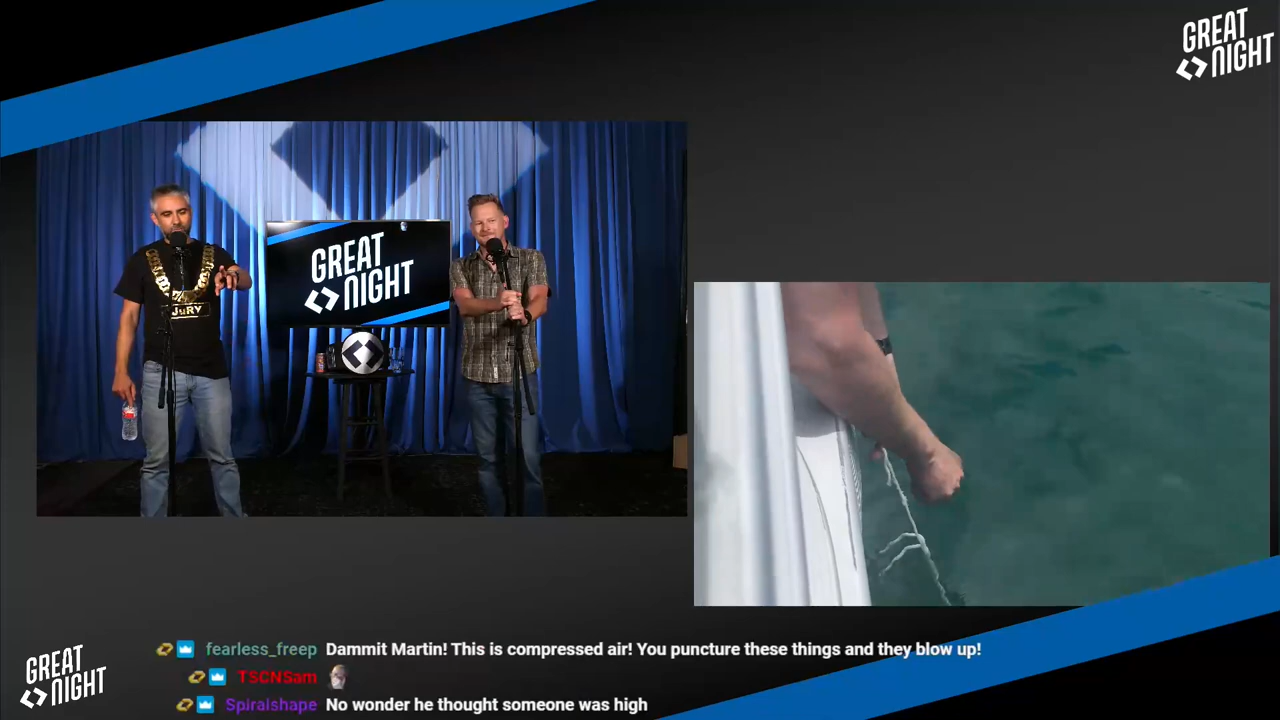 GREAT
NIGHT
GREAT
NIGHT
JURY
GREAT
NIGHT
fearless_freep Dammit Martin! This is compressed air! You puncture these things and they blow up!
TSCNSam
Spiralshape No wonder he thought someone was high